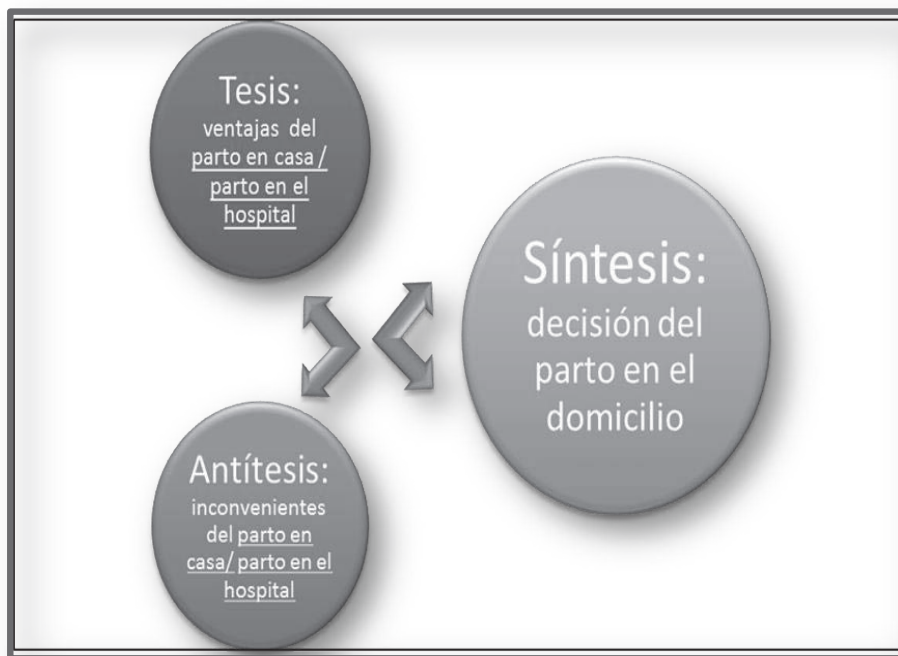 Tesis:
ventajas del
parto en casa /
parto en el
hospital
Antítesis:
inconvenientes
del parto en
casa/ parto en el
hospital
Síntesis:
decisión del
parto en el
domicilio